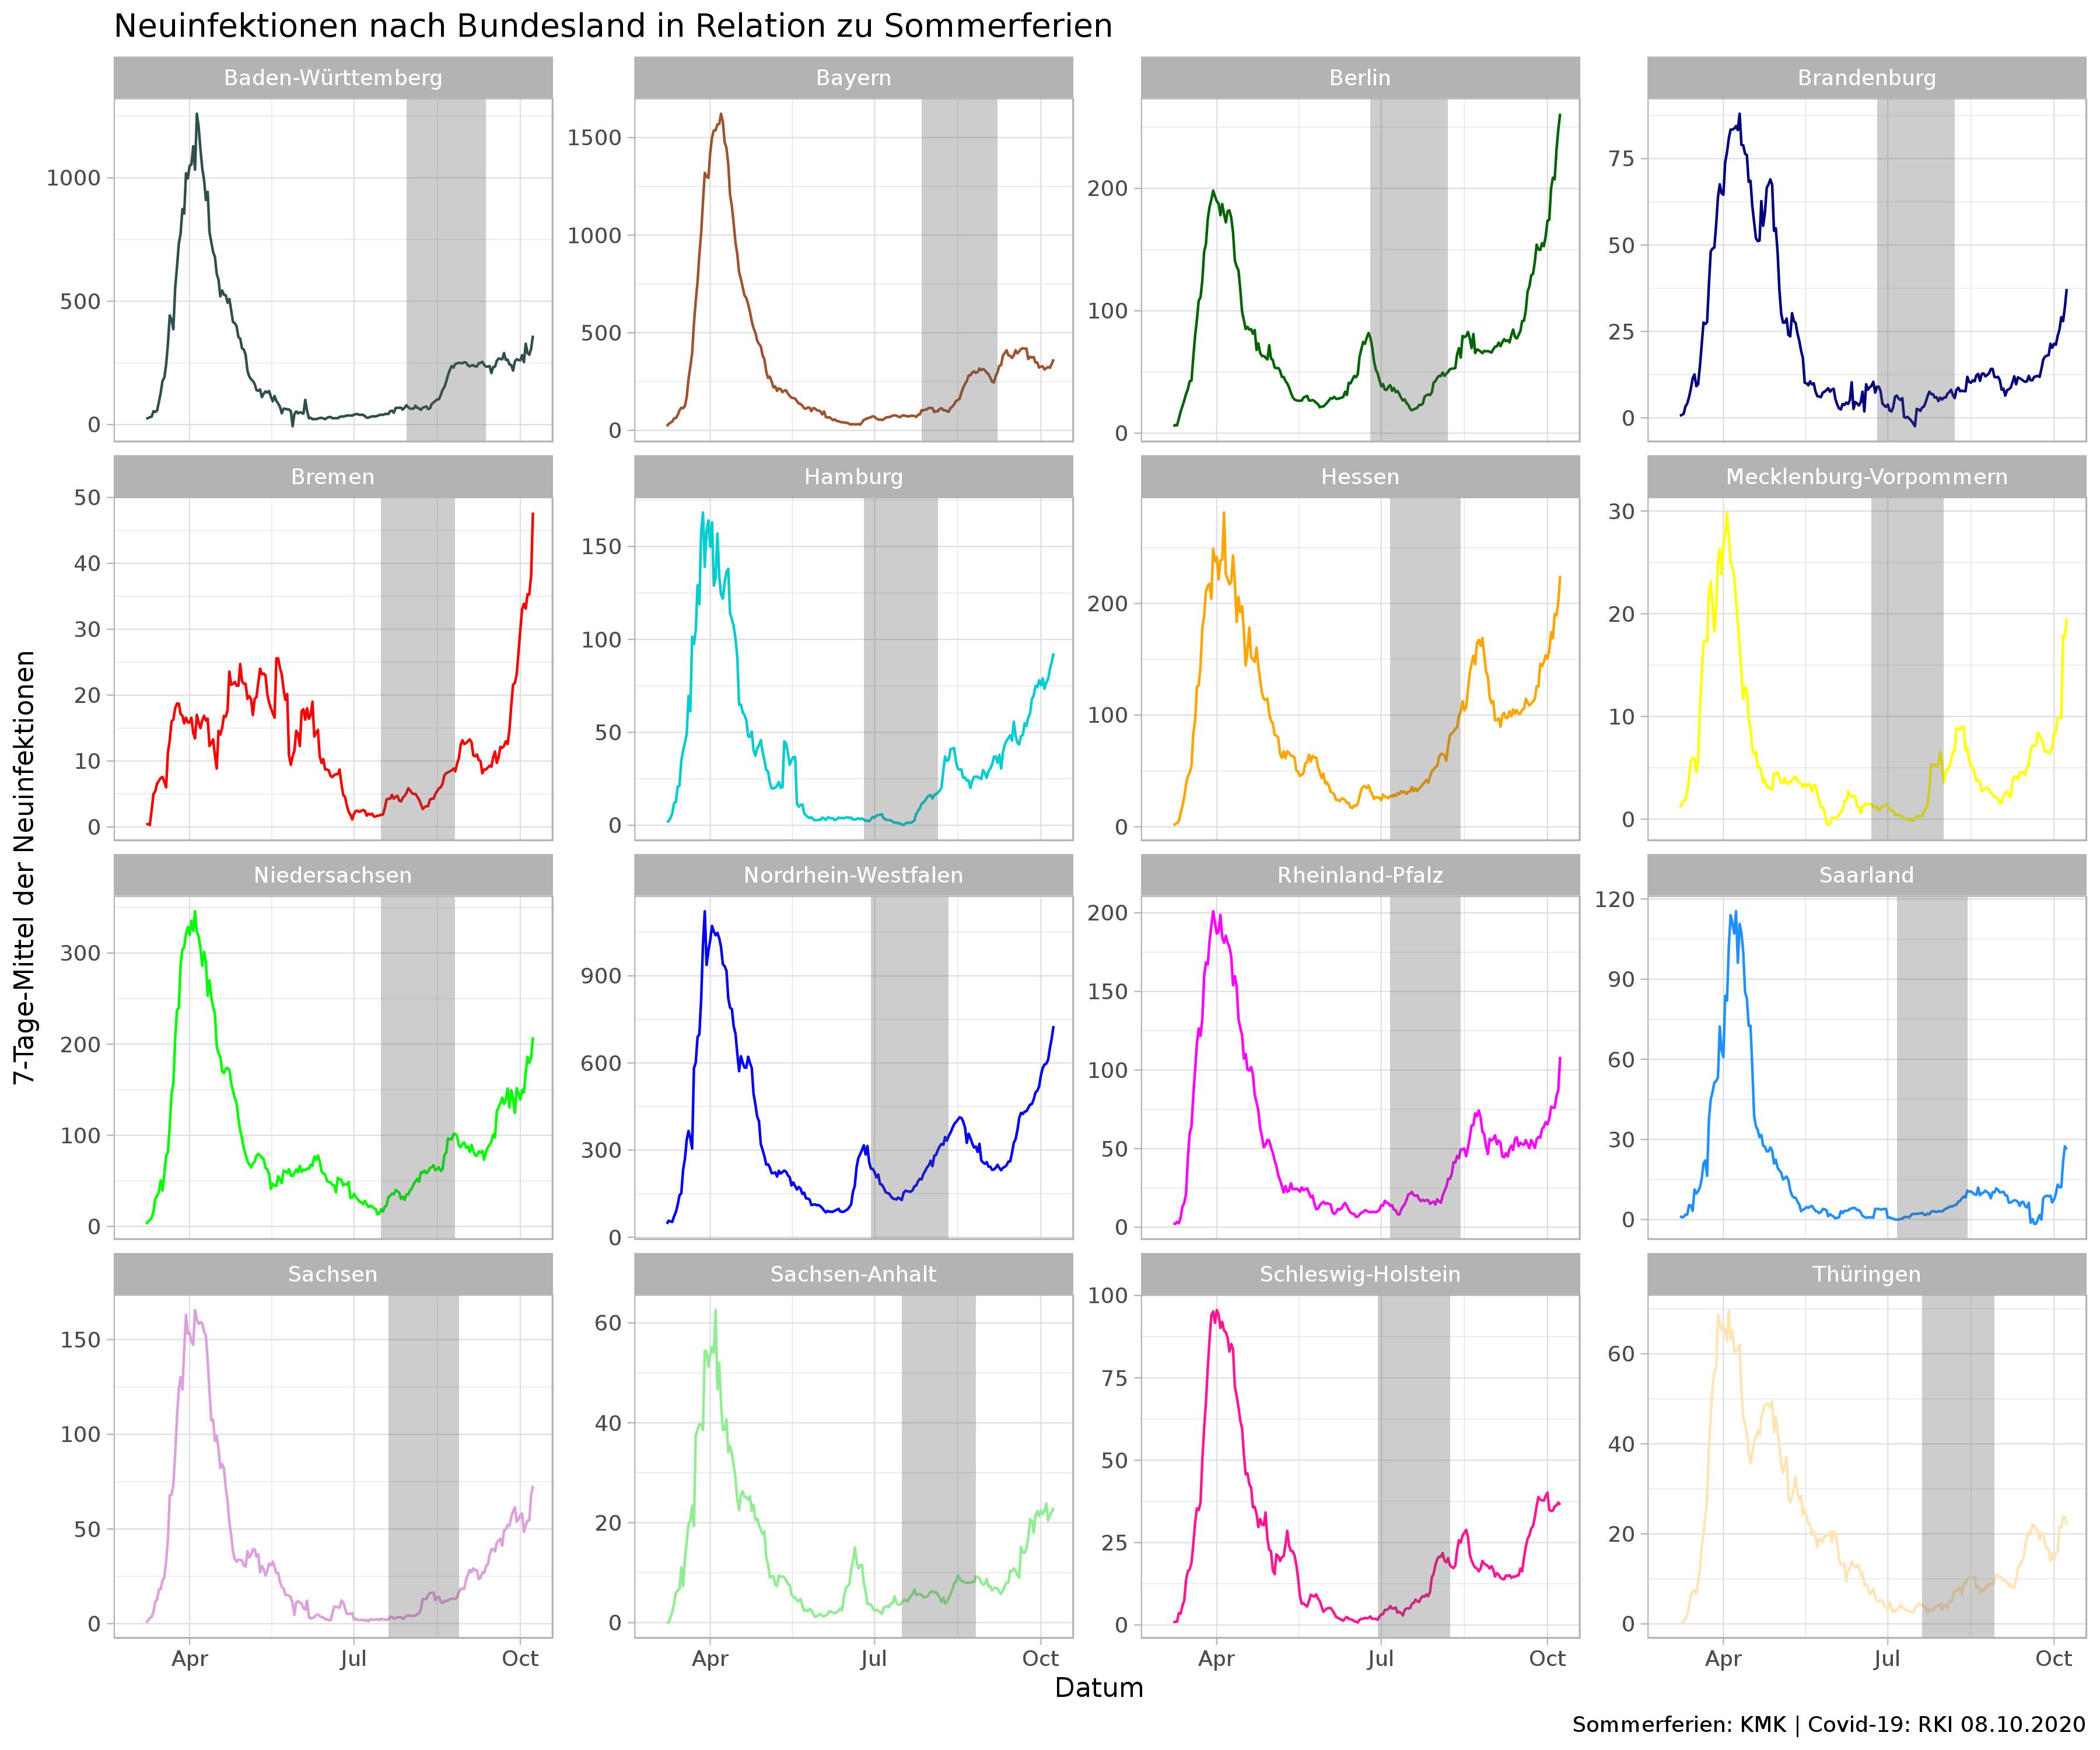 Neuinfektionen nach Bundesland in Relation zu Sommerferien
7-Tage-Mittel der Neuinfektionen
Baden-Württemberg
Bayern
Berlin
Brandenburg
1000
500
0
1500
1000
500
0
200
100
0
75
50
25
0
Bremen
Hamburg
Hessen
Mecklenburg-Vorpommern
50
40
30
20
10
0
150
100
50
0
200
100
0
30
20
10
0
Niedersachsen
Nordrhein-Westfalen
Rheinland-Pfalz
Saarland
300
200
100
0
900
600
300
0
200
150
100
50
0
120
90
60
30
0
Sachsen
Sachsen-Anhalt
Schleswig-Holstein
Thüringen
150
100
50
0
60
40
20
0
100
75
50
25
0
60
40
20
0
Apr Jul Oct
Apr Jul Oct
Apr Jul Oct
Apr Jul Oct
Datum
Sommerferien: KMK | Covid-19: RKI 08.10.2020